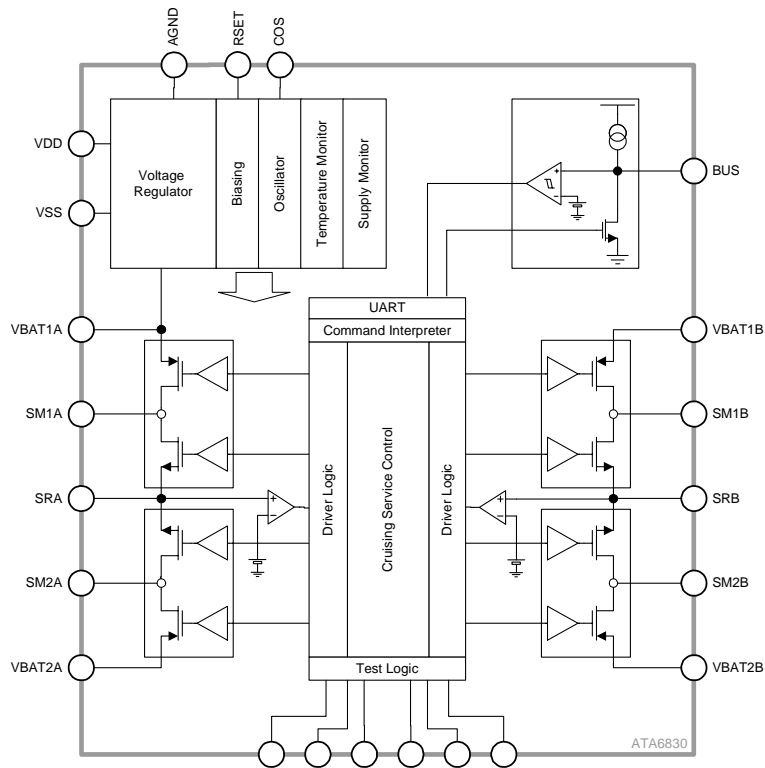 AGND
RSET
COS
VDD
VSS
Voltage
Regulator
Biasing
Oscillator
Temperature Monitor
Supply Monitor
+
−
BUS
UART
Command Interpreter
VBAT1A
VBAT1B
SM1A
SM1B
Driver Logic
Cruising Service Control
Driver Logic
SRA
+
−
+
−
SRB
SM2A
SM2B
VBAT2A
VBAT2B
Test Logic
ATA6830